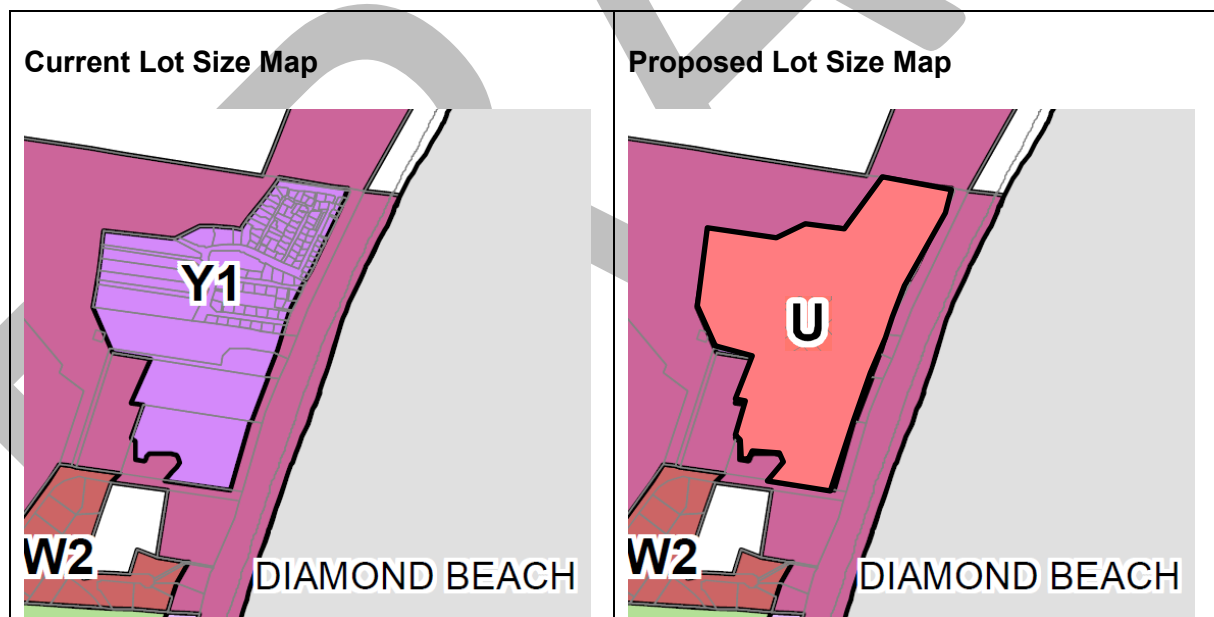 Current Lot Size Map
Proposed Lot Size Map
Y1
U
W2
DIAMOND BEACH
W2
DIAMOND BEACH